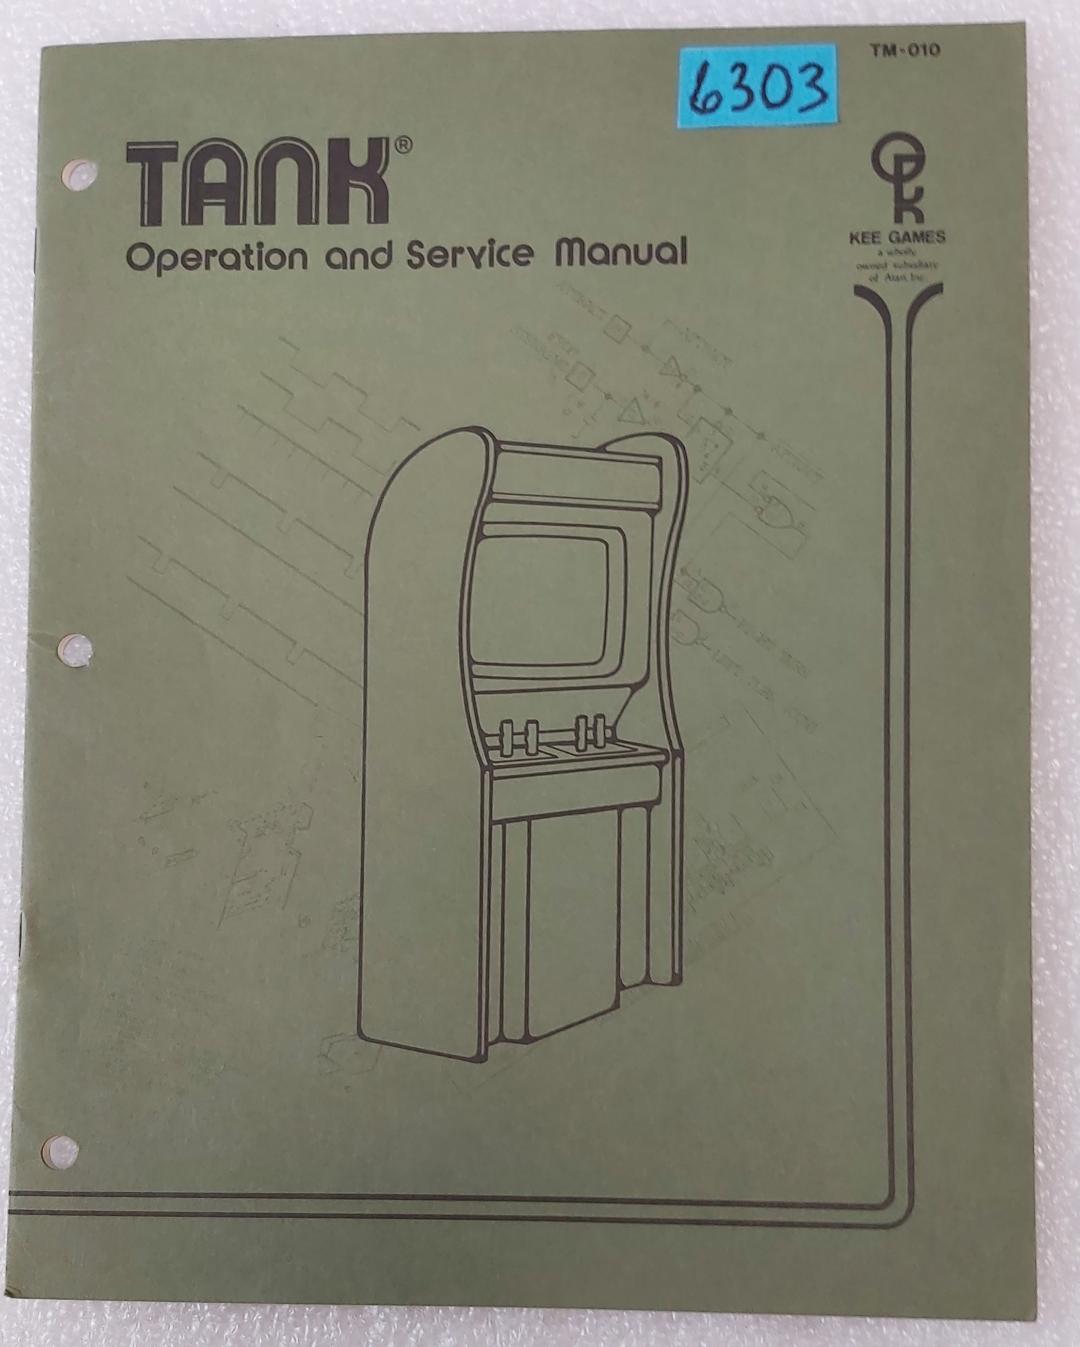 TM-010
6303
TANK®
Operation and Service Manual
KEE GAMES
a wholly
owned subsidiary
of Atari, Inc.